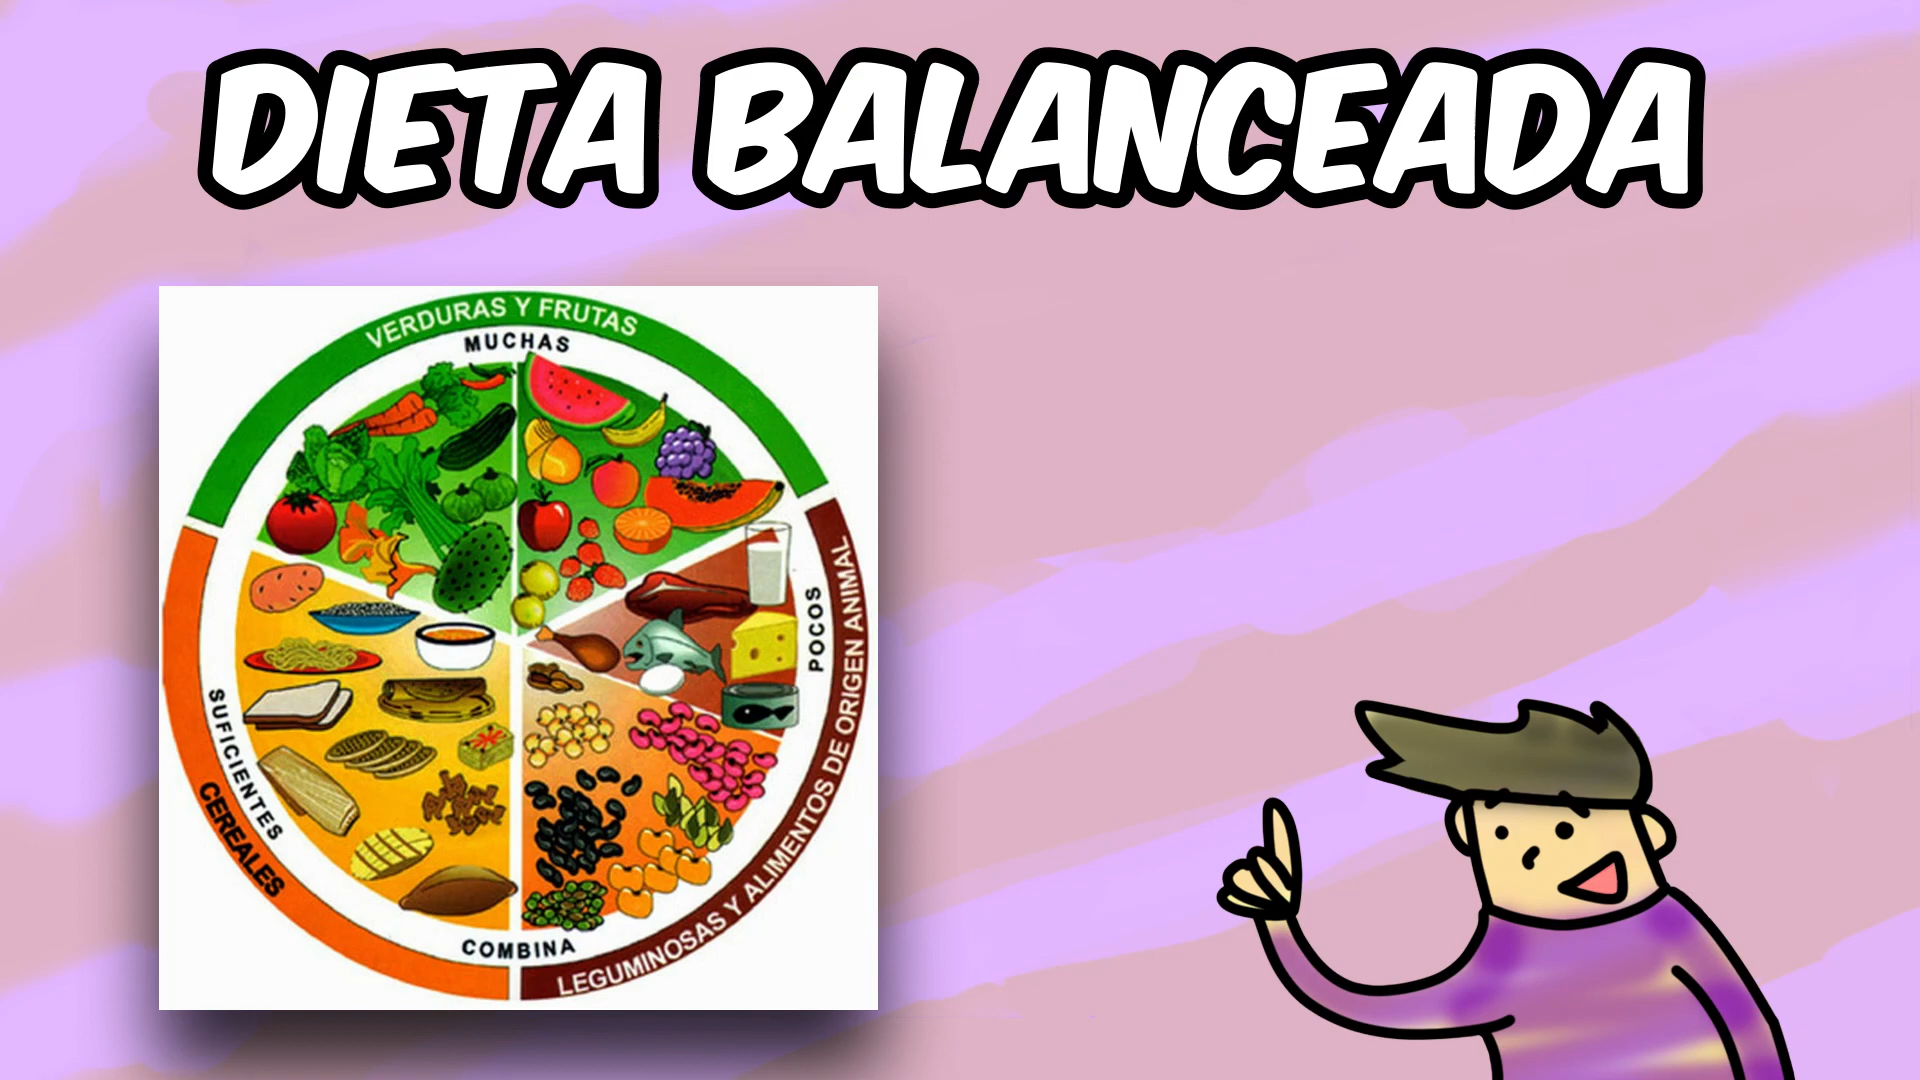 DIETA BALANCEADA
VERDURAS Y FRUTAS
MUCHAS
POCOS
LEGUMINOSAS Y ALIMENTOS DE ORIGEN ANIMAL
SUFICIENTES
CEREALES
COMBINA